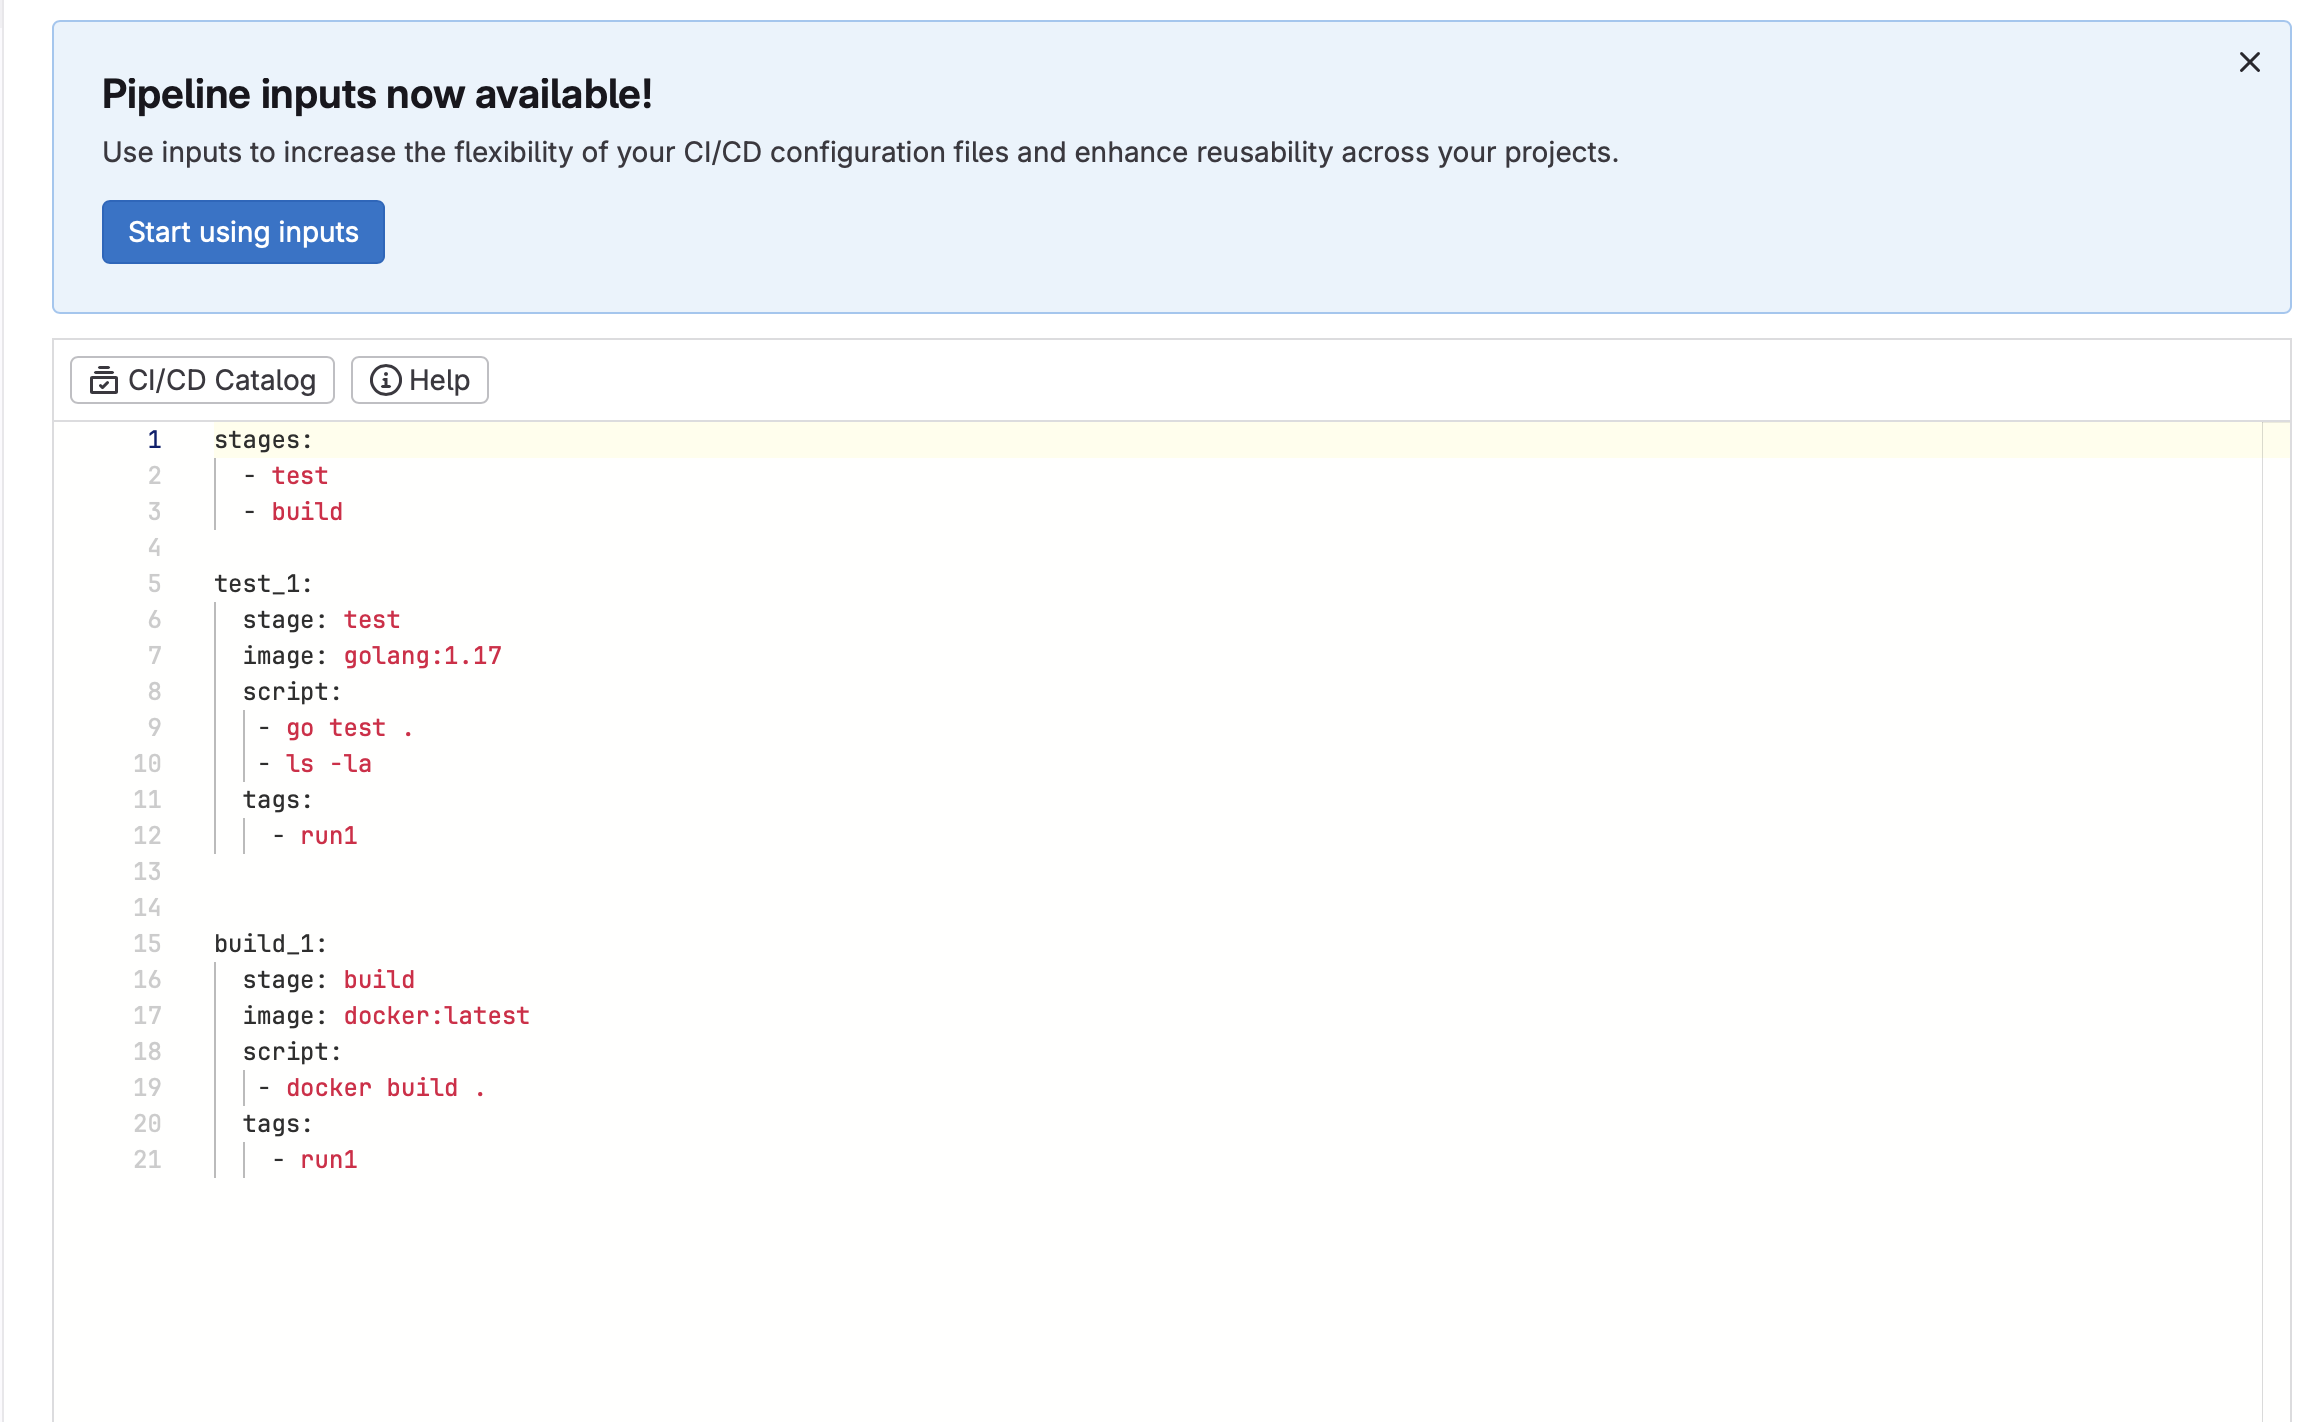 Pipeline inputs now available!
Use inputs to increase the flexibility of your CI/CD configuration files and enhance reusability across your projects.
Start using inputs
CI/CD Catalog Help
1 stages:
2 - test
3 - build
4
5 test_1:
6 stage: test
7 image: golang:1.17
8 script:
9 - go test .
10 - ls -la
11 tags:
12 - run1
13
14
15 build_1:
16 stage: build
17 image: docker:latest
18 script:
19 - docker build .
20 tags:
21 - run1